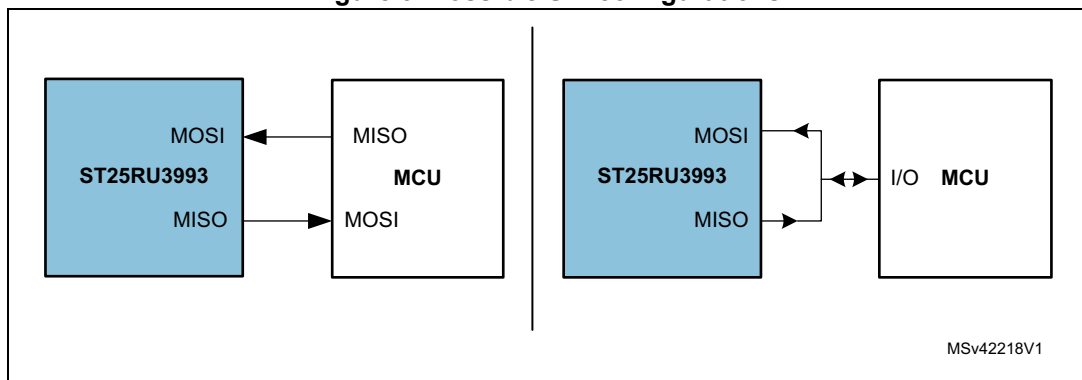 MOSI
MISO
ST25RU3993
MCU
MISO
MOSI
MOSI
ST25RU3993
I/O MCU
MISO
MSv42218V1